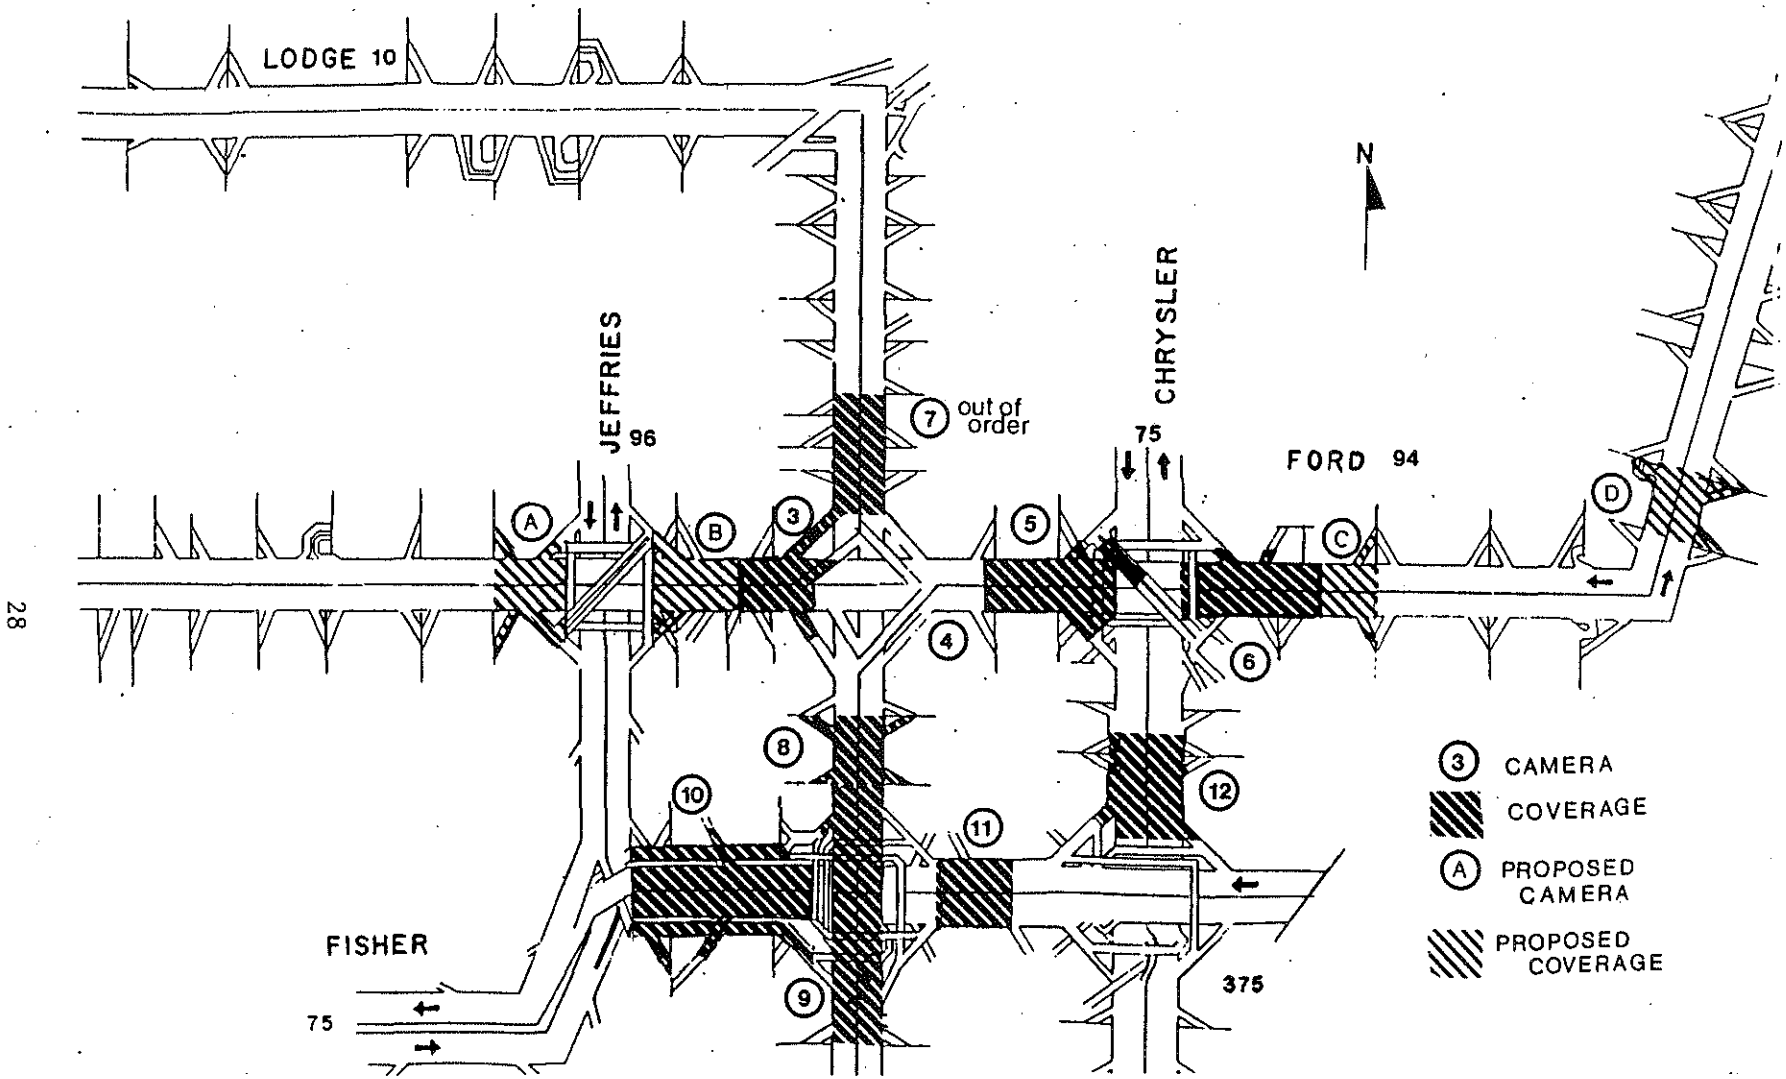 LODGE 10
N
JEFFRIES
96
CHRYSLER
75
7 out of
order
FORD 94
A
B
3
5
C
D
4
6
8
10
11
12
9
FISHER
75
375
3 CAMERA
COVERAGE
A PROPOSED
CAMERA
PROPOSED
COVERAGE
28